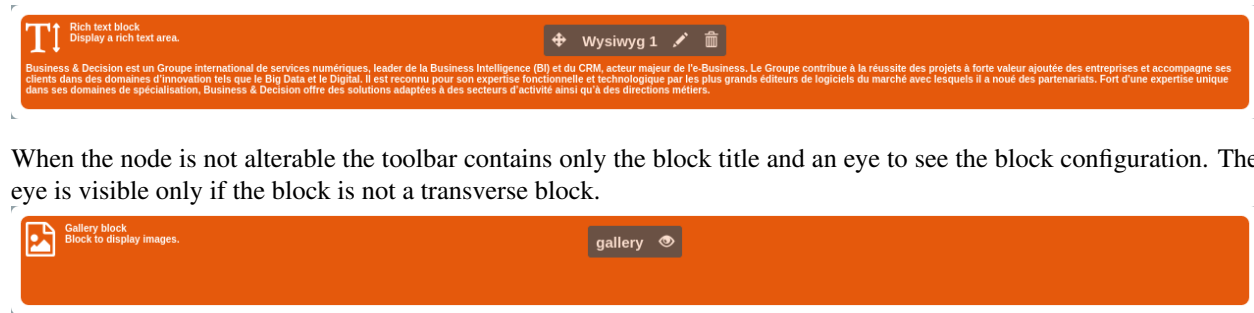 Rich text block
Display a rich text area.
Wysiwyg 1
Business & Decision est un Groupe international de services numériques, leader de la Business Intelligence (BI) et du CRM, acteur majeur de l'e-Business. Le Groupe contribue à la réussite des projets à forte valeur ajoutée des entreprises et accompagne ses
clients dans des domaines d'innovation tels que le Big Data et le Digital. Il est reconnu pour son expertise fonctionnelle et technologique par les plus grands éditeurs de logiciels du marché avec lesquels il a noué des partenariats. Fort d'une expertise unique
dans ses domaines de spécialisation, Business & Decision offre des solutions adaptées à des secteurs d'activité ainsi qu'à des directions métiers.
When the node is not alterable the toolbar contains only the block title and an eye to see the block configuration. The
eye is visible only if the block is not a transverse block.
Gallery block
Block to display images.
gallery